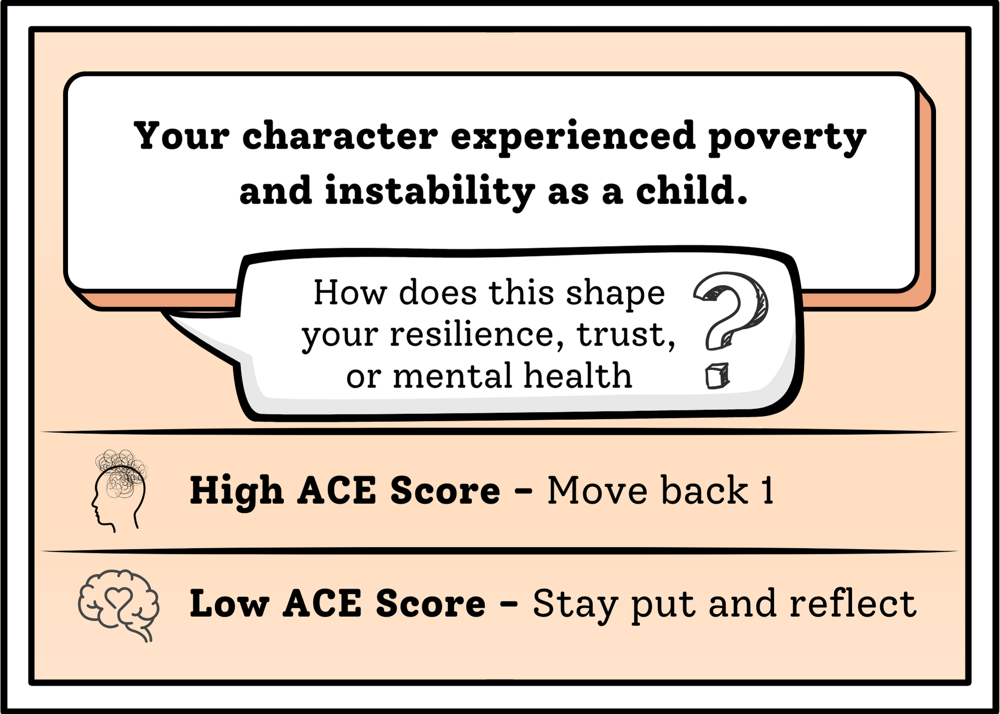 Your character experienced poverty
and instability as a child.
How does this shape
your resilience, trust,
or mental health
?
High ACE Score – Move back 1
Low ACE Score – Stay put and reflect